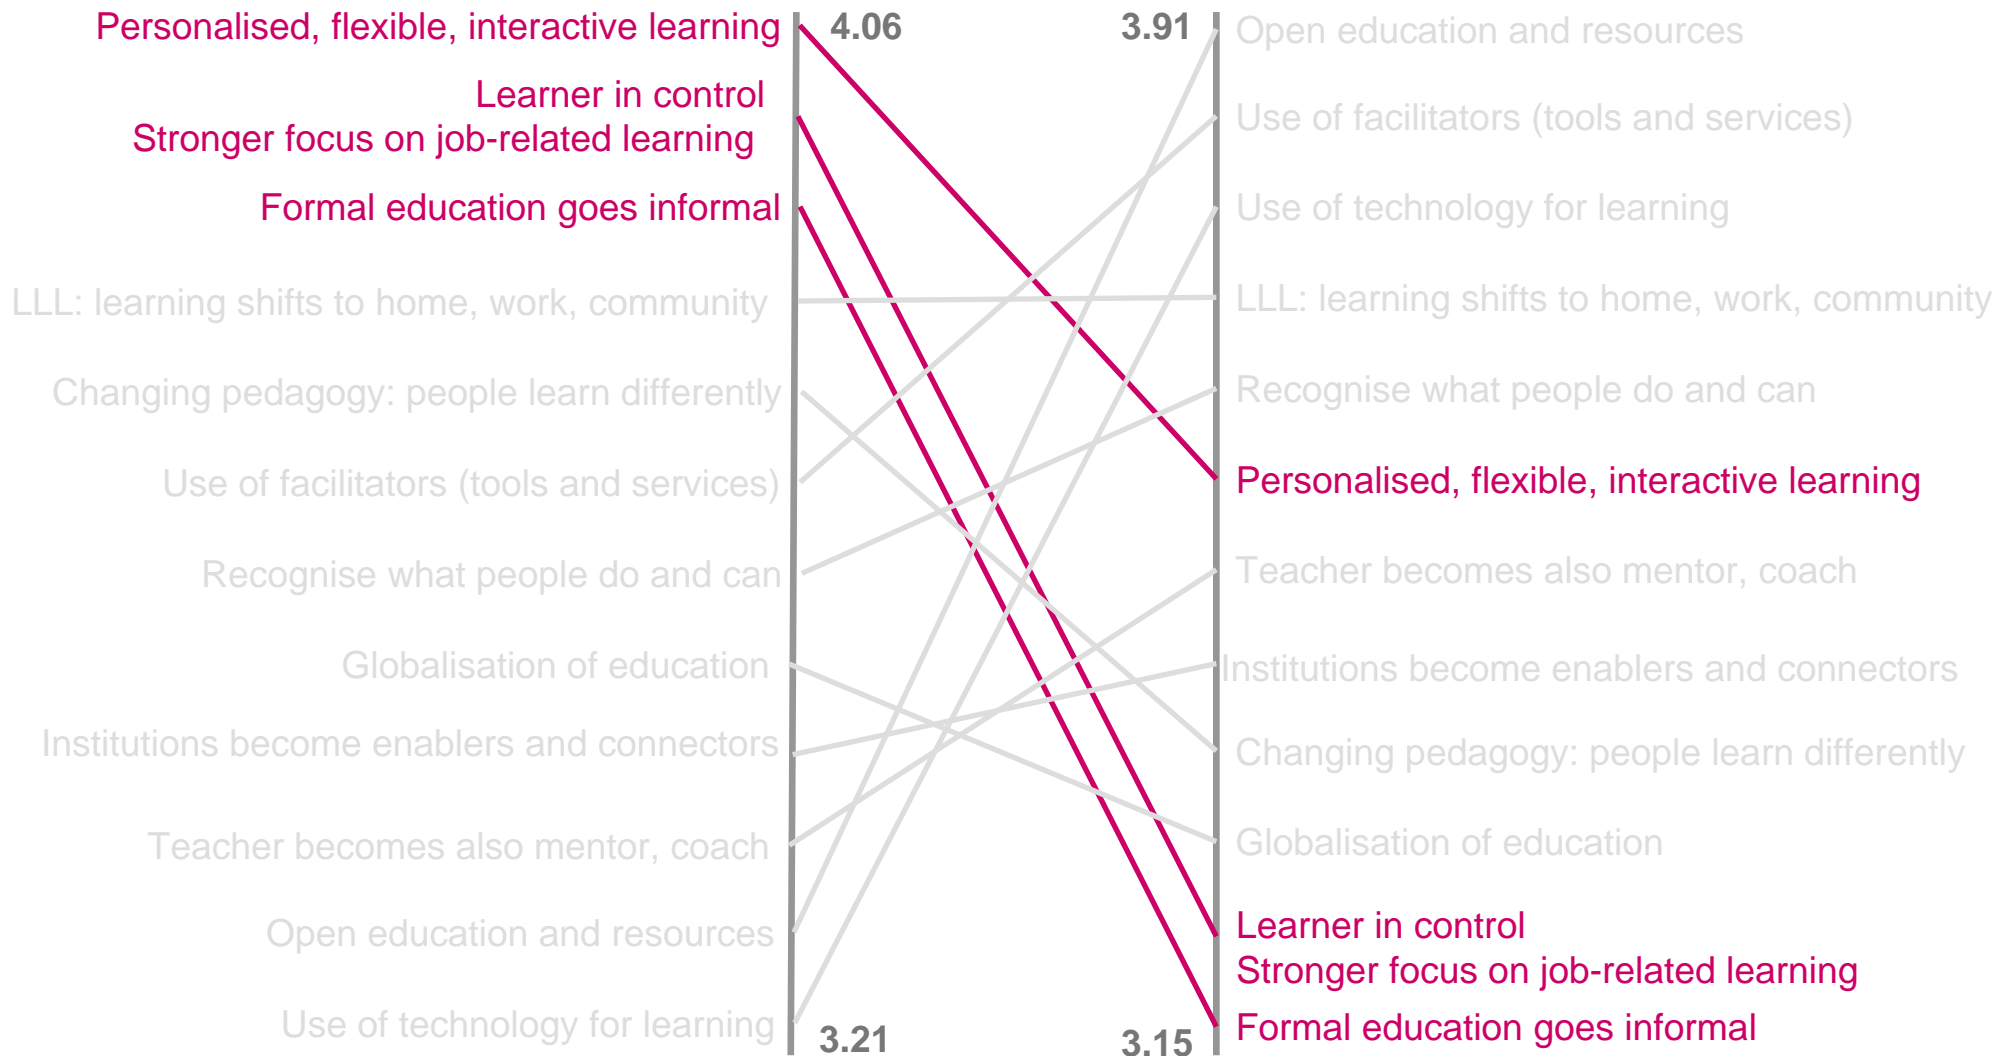 Personalised, flexible, interactive learning
Learner in control
Stronger focus on job-related learning
Formal education goes informal
LLL: learning shifts to home, work, community
Changing pedagogy: people learn differently
Use of facilitators (tools and services)
Recognise what people do and can
Globalisation of education
Institutions become enablers and connectors
Teacher becomes also mentor, coach
Open education and resources
Use of technology for learning
4.06
3.21
3.91
3.15
Open education and resources
Use of facilitators (tools and services)
Use of technology for learning
LLL: learning shifts to home, work, community
Recognise what people do and can
Personalised, flexible, interactive learning
Teacher becomes also mentor, coach
Institutions become enablers and connectors
Changing pedagogy: people learn differently
Globalisation of education
Learner in control
Stronger focus on job-related learning
Formal education goes informal